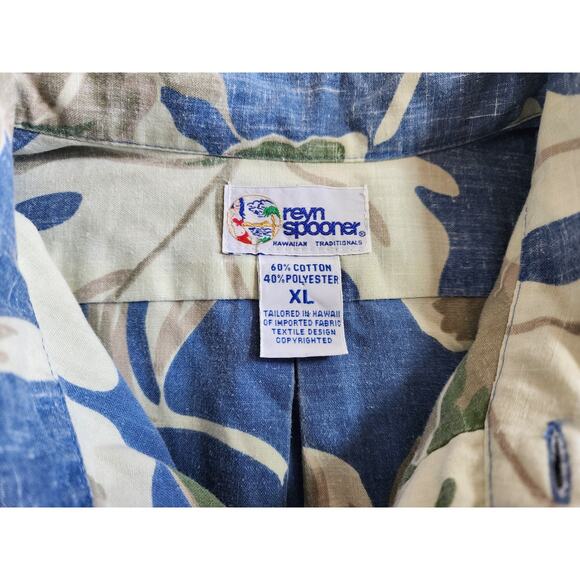 reyn
spooner®
HAWAIIAN TRADITIONALS
60% COTTON
40% POLYESTER
XL
TAILORED IN HAWAII
OF IMPORTED FABRIC
TEXTILE DESIGN
COPYRIGHTED